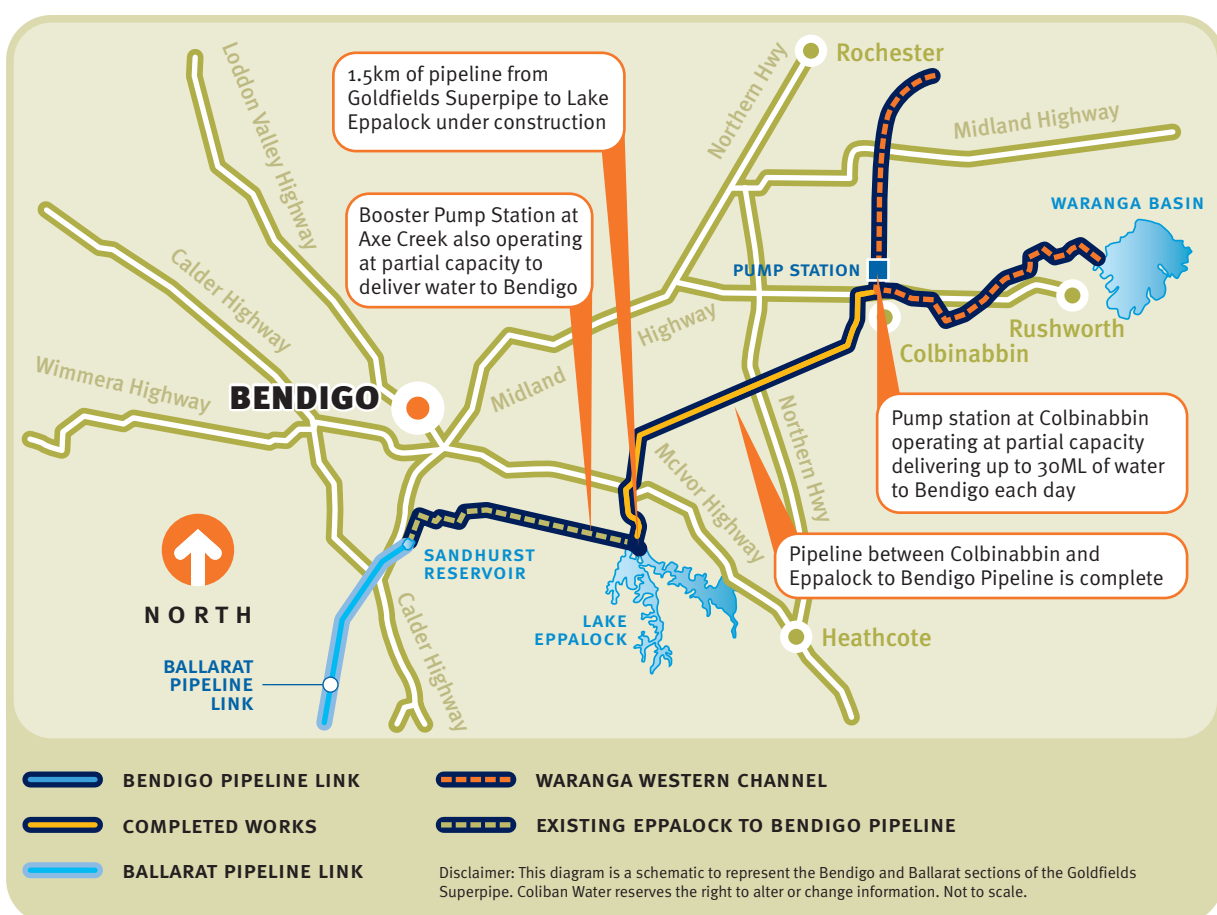 1.5km of pipeline from
Goldfields Superpipe to Lake
Eppalock under construction
Booster Pump Station at
Axe Creek also operating
at partial capacity to
deliver water to Bendigo
Loddon Valley Highway
Northern Hwy
Rochester
Midland Highway
WARANGA BASIN
PUMP STATION
Calder Highway
Rushworth
Colbinabbin
Highway
Midland
Wimmera Highway
BENDIGO
Northern Hwy
McIvor Highway
Pump station at Colbinabbin
operating at partial capacity
delivering up to 30ML of water
to Bendigo each day
Pipeline between Colbinabbin and
Eppalock to Bendigo Pipeline is complete
SANDHURST
RESERVOIR
NORTH
LAKE
EPPALOCK
Heathcote
Calder Highway
BALLARAT
PIPELINE
LINK
BENDIGO PIPELINE LINK
COMPLETED WORKS
BALLARAT PIPELINE LINK
WARANGA WESTERN CHANNEL
EXISTING EPPALOCK TO BENDIGO PIPELINE
Disclaimer: This diagram is a schematic to represent the Bendigo and Ballarat sections of the Goldfields
Superpipe. Coliban Water reserves the right to alter or change information. Not to scale.